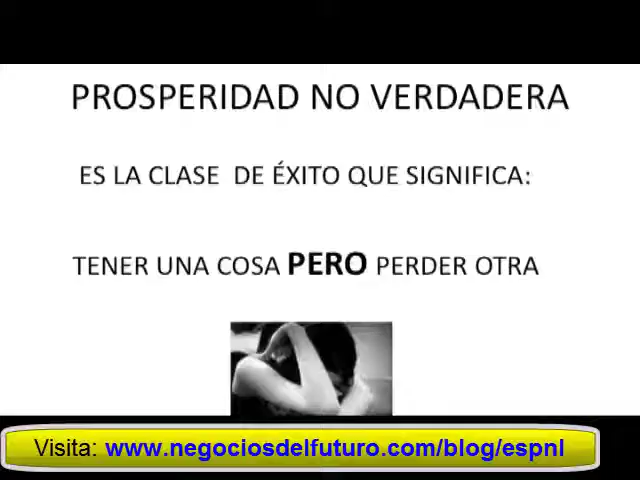 PROSPERIDAD NO VERDADERA
ES LA CLASE DE ÉXITO QUE SIGNIFICA:
TENER UNA COSA PERO PERDER OTRA
Visita: www.negociosdelfuturo.com/blog/espnl